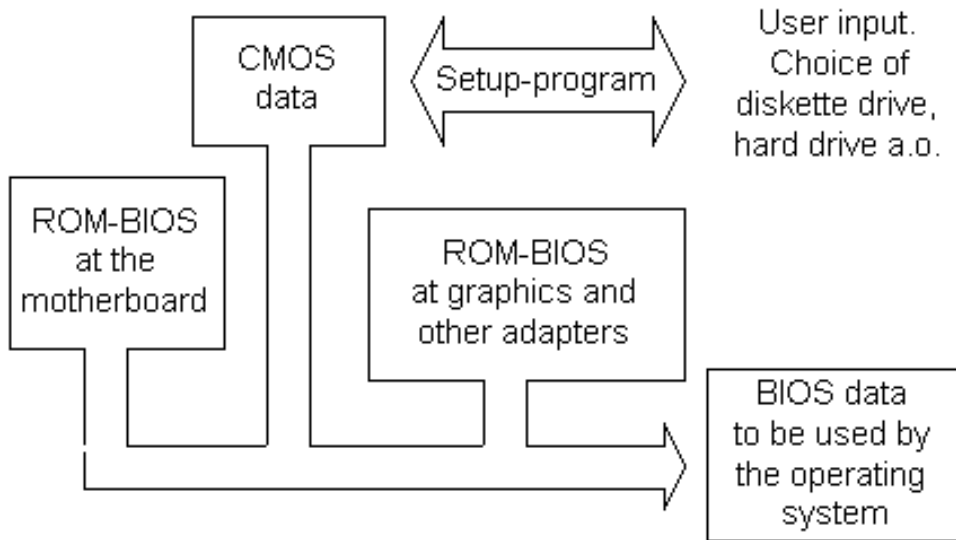 CMOS
data
Setup-program
User input.
Choice of
diskette drive,
hard drive a.o.
ROM-BIOS
at the
motherboard
ROM-BIOS
at graphics and
other adapters
BIOS data
to be used by
the operating
system